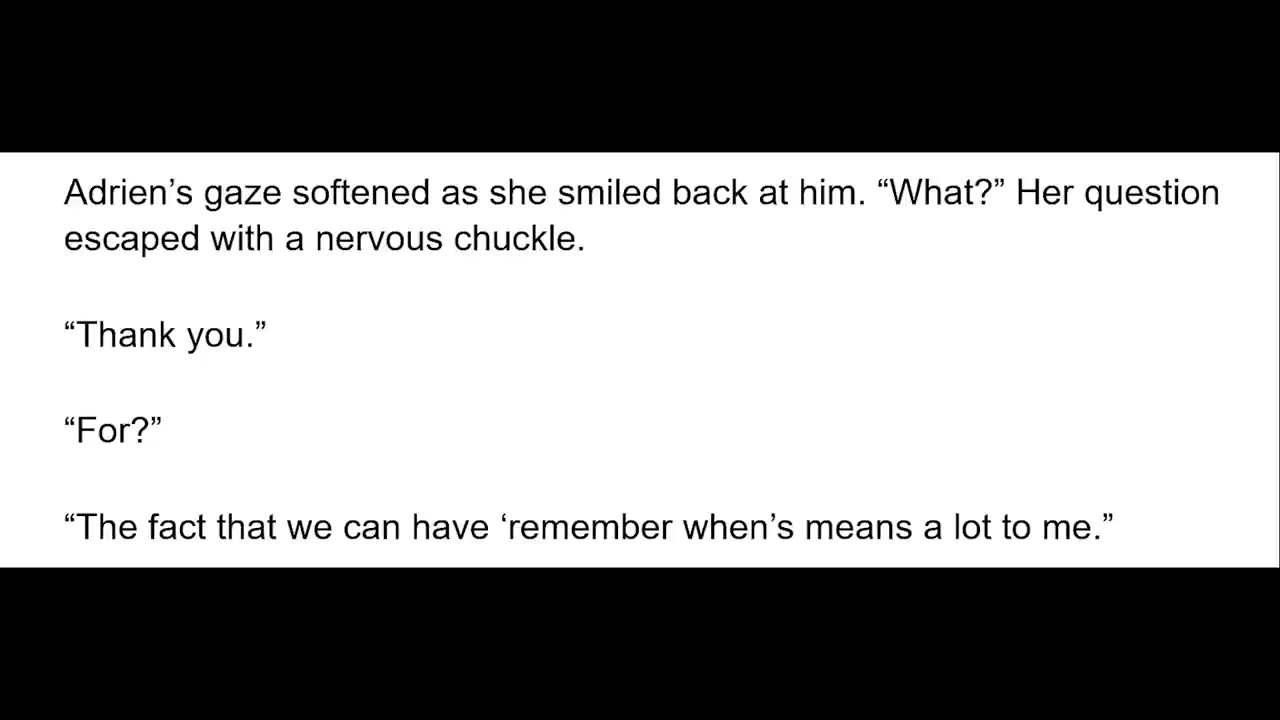 Adrien’s gaze softened as she smiled back at him. “What?” Her question
escaped with a nervous chuckle.
“Thank you.”
“For?”
“The fact that we can have ‘remember when’s means a lot to me.”